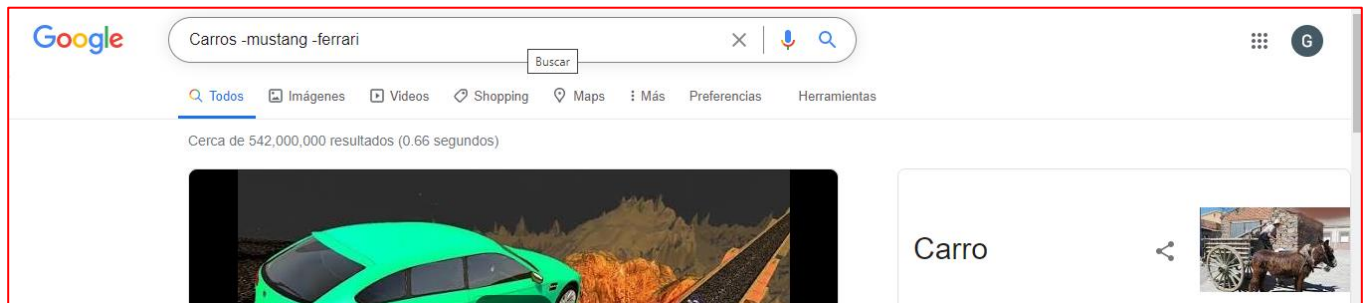 Google
Carros -mustang -ferrari
G
Buscar
Todos Imágenes Videos Shopping Maps Más Preferencias Herramientas
Cerca de 542,000,000 resultados (0.66 segundos)
Carro